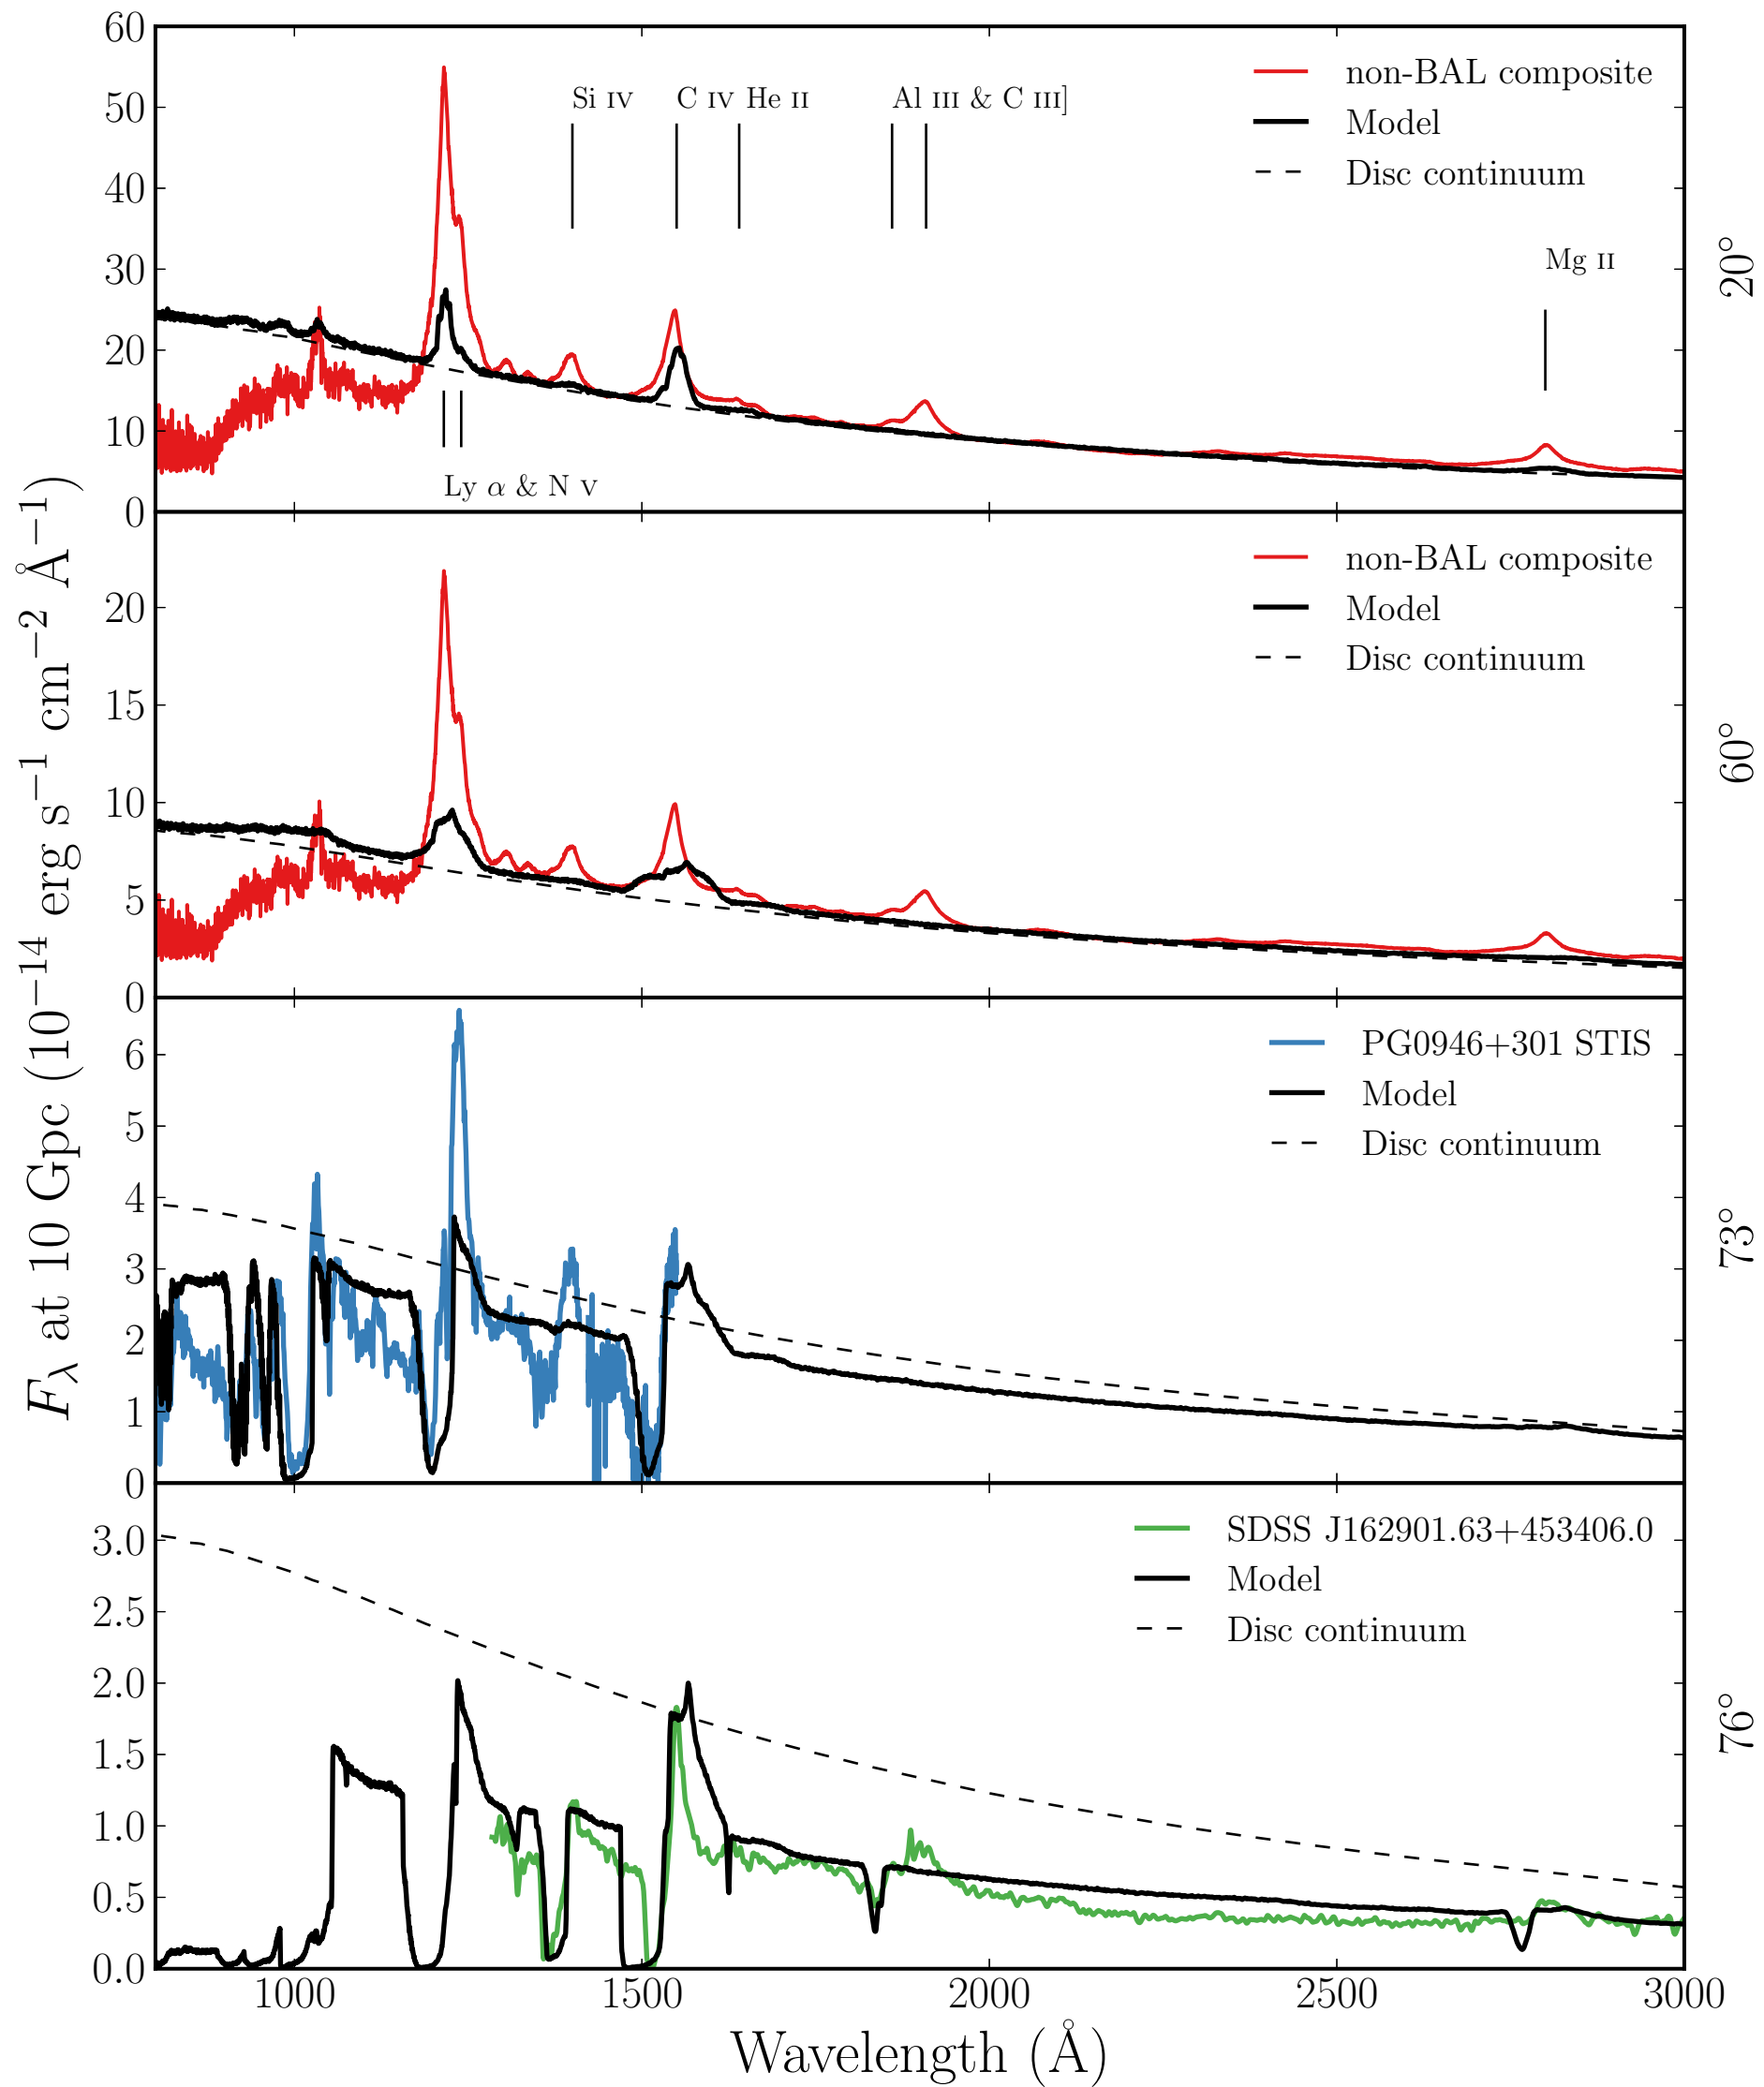 60
50
40
30
20
10
0
Si IV
C IV He II
Al III & C III]
Mg II
Ly α & N V
non-BAL composite
Model
Disc continuum
20°
20
15
10
5
0
non-BAL composite
Model
Disc continuum
60°
6
5
4
3
2
1
0
PG0946+301 STIS
Model
Disc continuum
73°
3.0
2.5
2.0
1.5
1.0
0.5
0.0
SDSS J162901.63+453406.0
Model
Disc continuum
76°
1000 1500 2000 2500 3000
Wavelength (Å)
F_λ at 10 Gpc (10⁻¹⁴ erg s⁻¹ cm⁻² Å⁻¹)